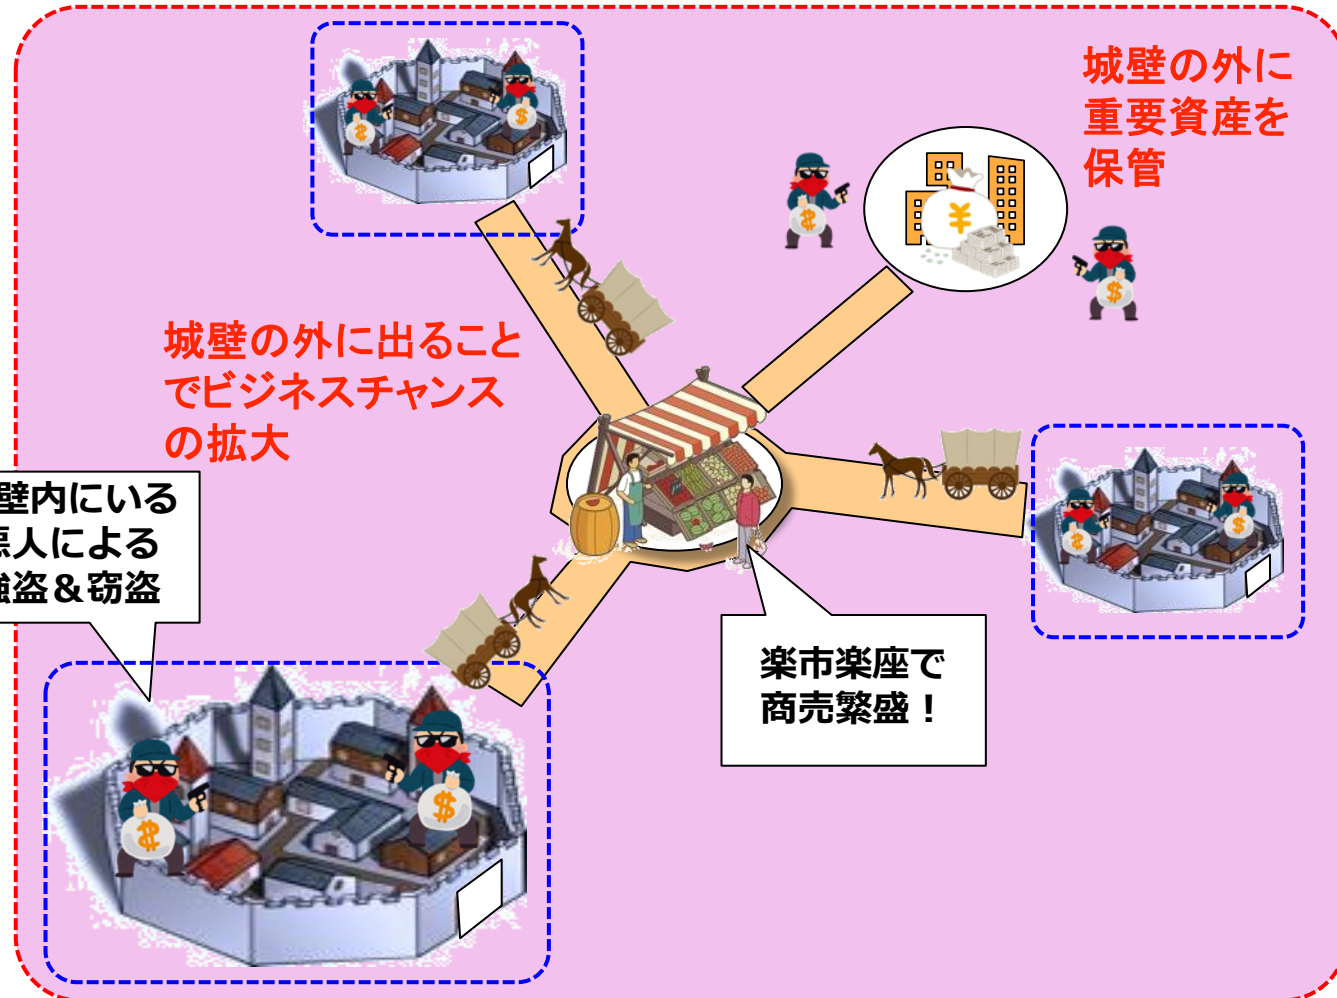 城壁の外に
重要資産を
保管
城壁の外に出ること
でビジネスチャンス
の拡大
壁内にいる
悪人による
強盗＆窃盗
楽市楽座で
商売繁盛！
¥
$
$
$
$
$
$
$
$